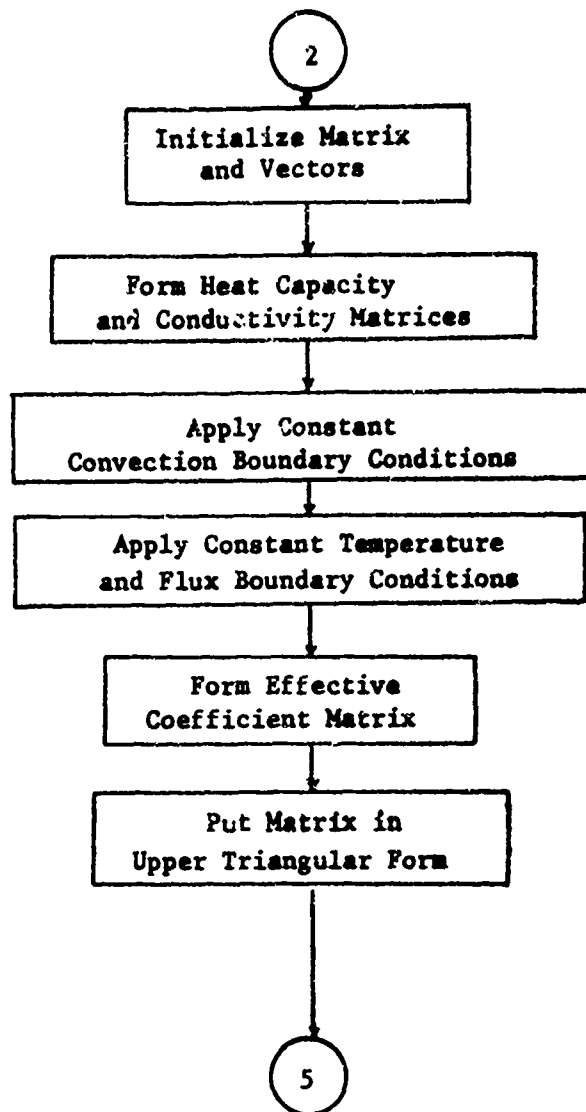 2
Initialize Matrix
and Vectors
Form Heat Capacity
and Conductivity Matrices
Apply Constant
Convection Boundary Conditions
Apply Constant Temperature
and Flux Boundary Conditions
Form Effective
Coefficient Matrix
Put Matrix in
Upper Triangular Form
5